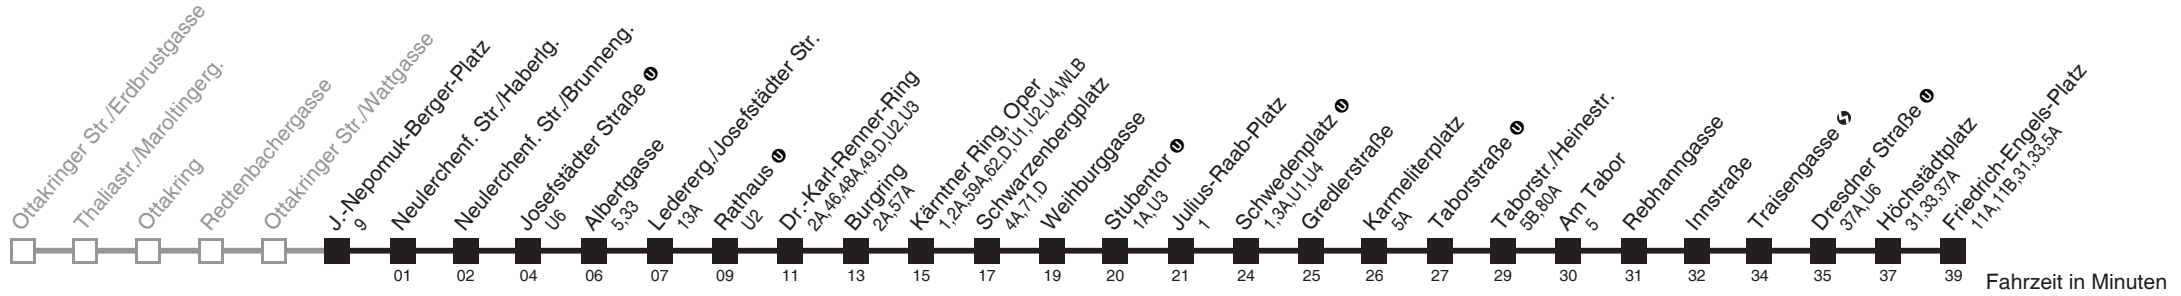 Ottakringer Str./Erdbrustgasse
Thaliastr./Maroltingerg.
Ottakring
Redtenbachergasse
Ottakringer Str./Wattgasse
J.-Nepomuk-Berger-Platz
9
Neulerchenf. Str./Haberlg.
01
Neulerchenf. Str./Brunneng.
02
Josefstädter Straße U
U6
04
Albertgasse
5,33
06
Lederergg./Josefstädter Str.
13A
07
Rathaus U
U2
09
Dr.-Karl-Renner-Ring
2A,46,48A,49,D,U2,U3
11
Burgring
2A,57A
13
Kärntner Ring, Oper
1,2A,59A,62,D,U1,U2,U4,WLB
15
Schwarzenbergplatz
4A,71,D
17
Weihburggasse
19
Stubentor U
1A,U3
20
Julius-Raab-Platz
1
21
Schwedenplatz U
1,3A,U1,U4
24
Gredlerstraße
25
Karmeliterplatz
5A
26
Taborstraße U
27
Taborstr./Heinestr.
5B,80A
29
Am Tabor
5
30
Rebhanngasse
31
Innstraße
32
Traisengasse S
34
Dresdner Straße U
37A,U6
35
Höchstädtplatz
31,33,37A
37
Friedrich-Engels-Platz
11A,11B,31,33,5A
39
Fahrzeit in Minuten